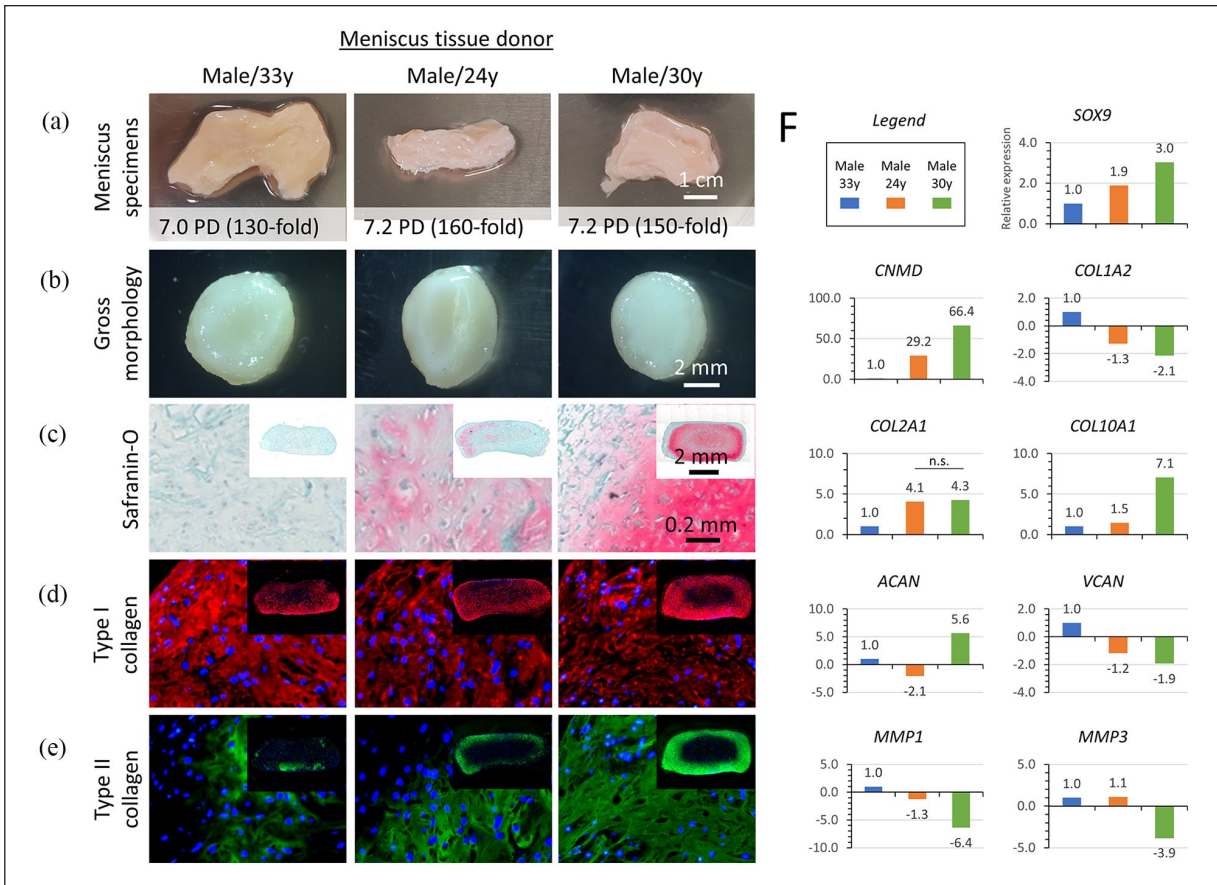 Meniscus tissue donor
Male/33y Male/24y Male/30y
(a)
Meniscus
specimens
1 cm
7.0 PD (130-fold) 7.2 PD (160-fold) 7.2 PD (150-fold)
(b)
Gross
morphology
2 mm
(c)
Safranin-O
2 mm
0.2 mm
(d)
Type I
collagen
(e)
Type II
collagen
F
Legend
Male Male Male
33y 24y 30y
SOX9
Relative expression
4.0
2.0
0.0
1.0
1.9
3.0
CNMD
100.0
50.0
0.0
1.0
29.2
66.4
COL1A2
2.0
0.0
-2.0
-4.0
1.0
-1.3
-2.1
COL2A1
10.0
5.0
0.0
1.0
4.1
4.3
n.s.
COL10A1
10.0
5.0
0.0
1.0
1.5
7.1
ACAN
10.0
5.0
0.0
-5.0
1.0
-2.1
5.6
VCAN
2.0
0.0
-2.0
-4.0
1.0
-1.2
-1.9
MMP1
5.0
0.0
-5.0
-10.0
1.0
-1.3
-6.4
MMP3
5.0
0.0
-5.0
1.0
1.1
-3.9